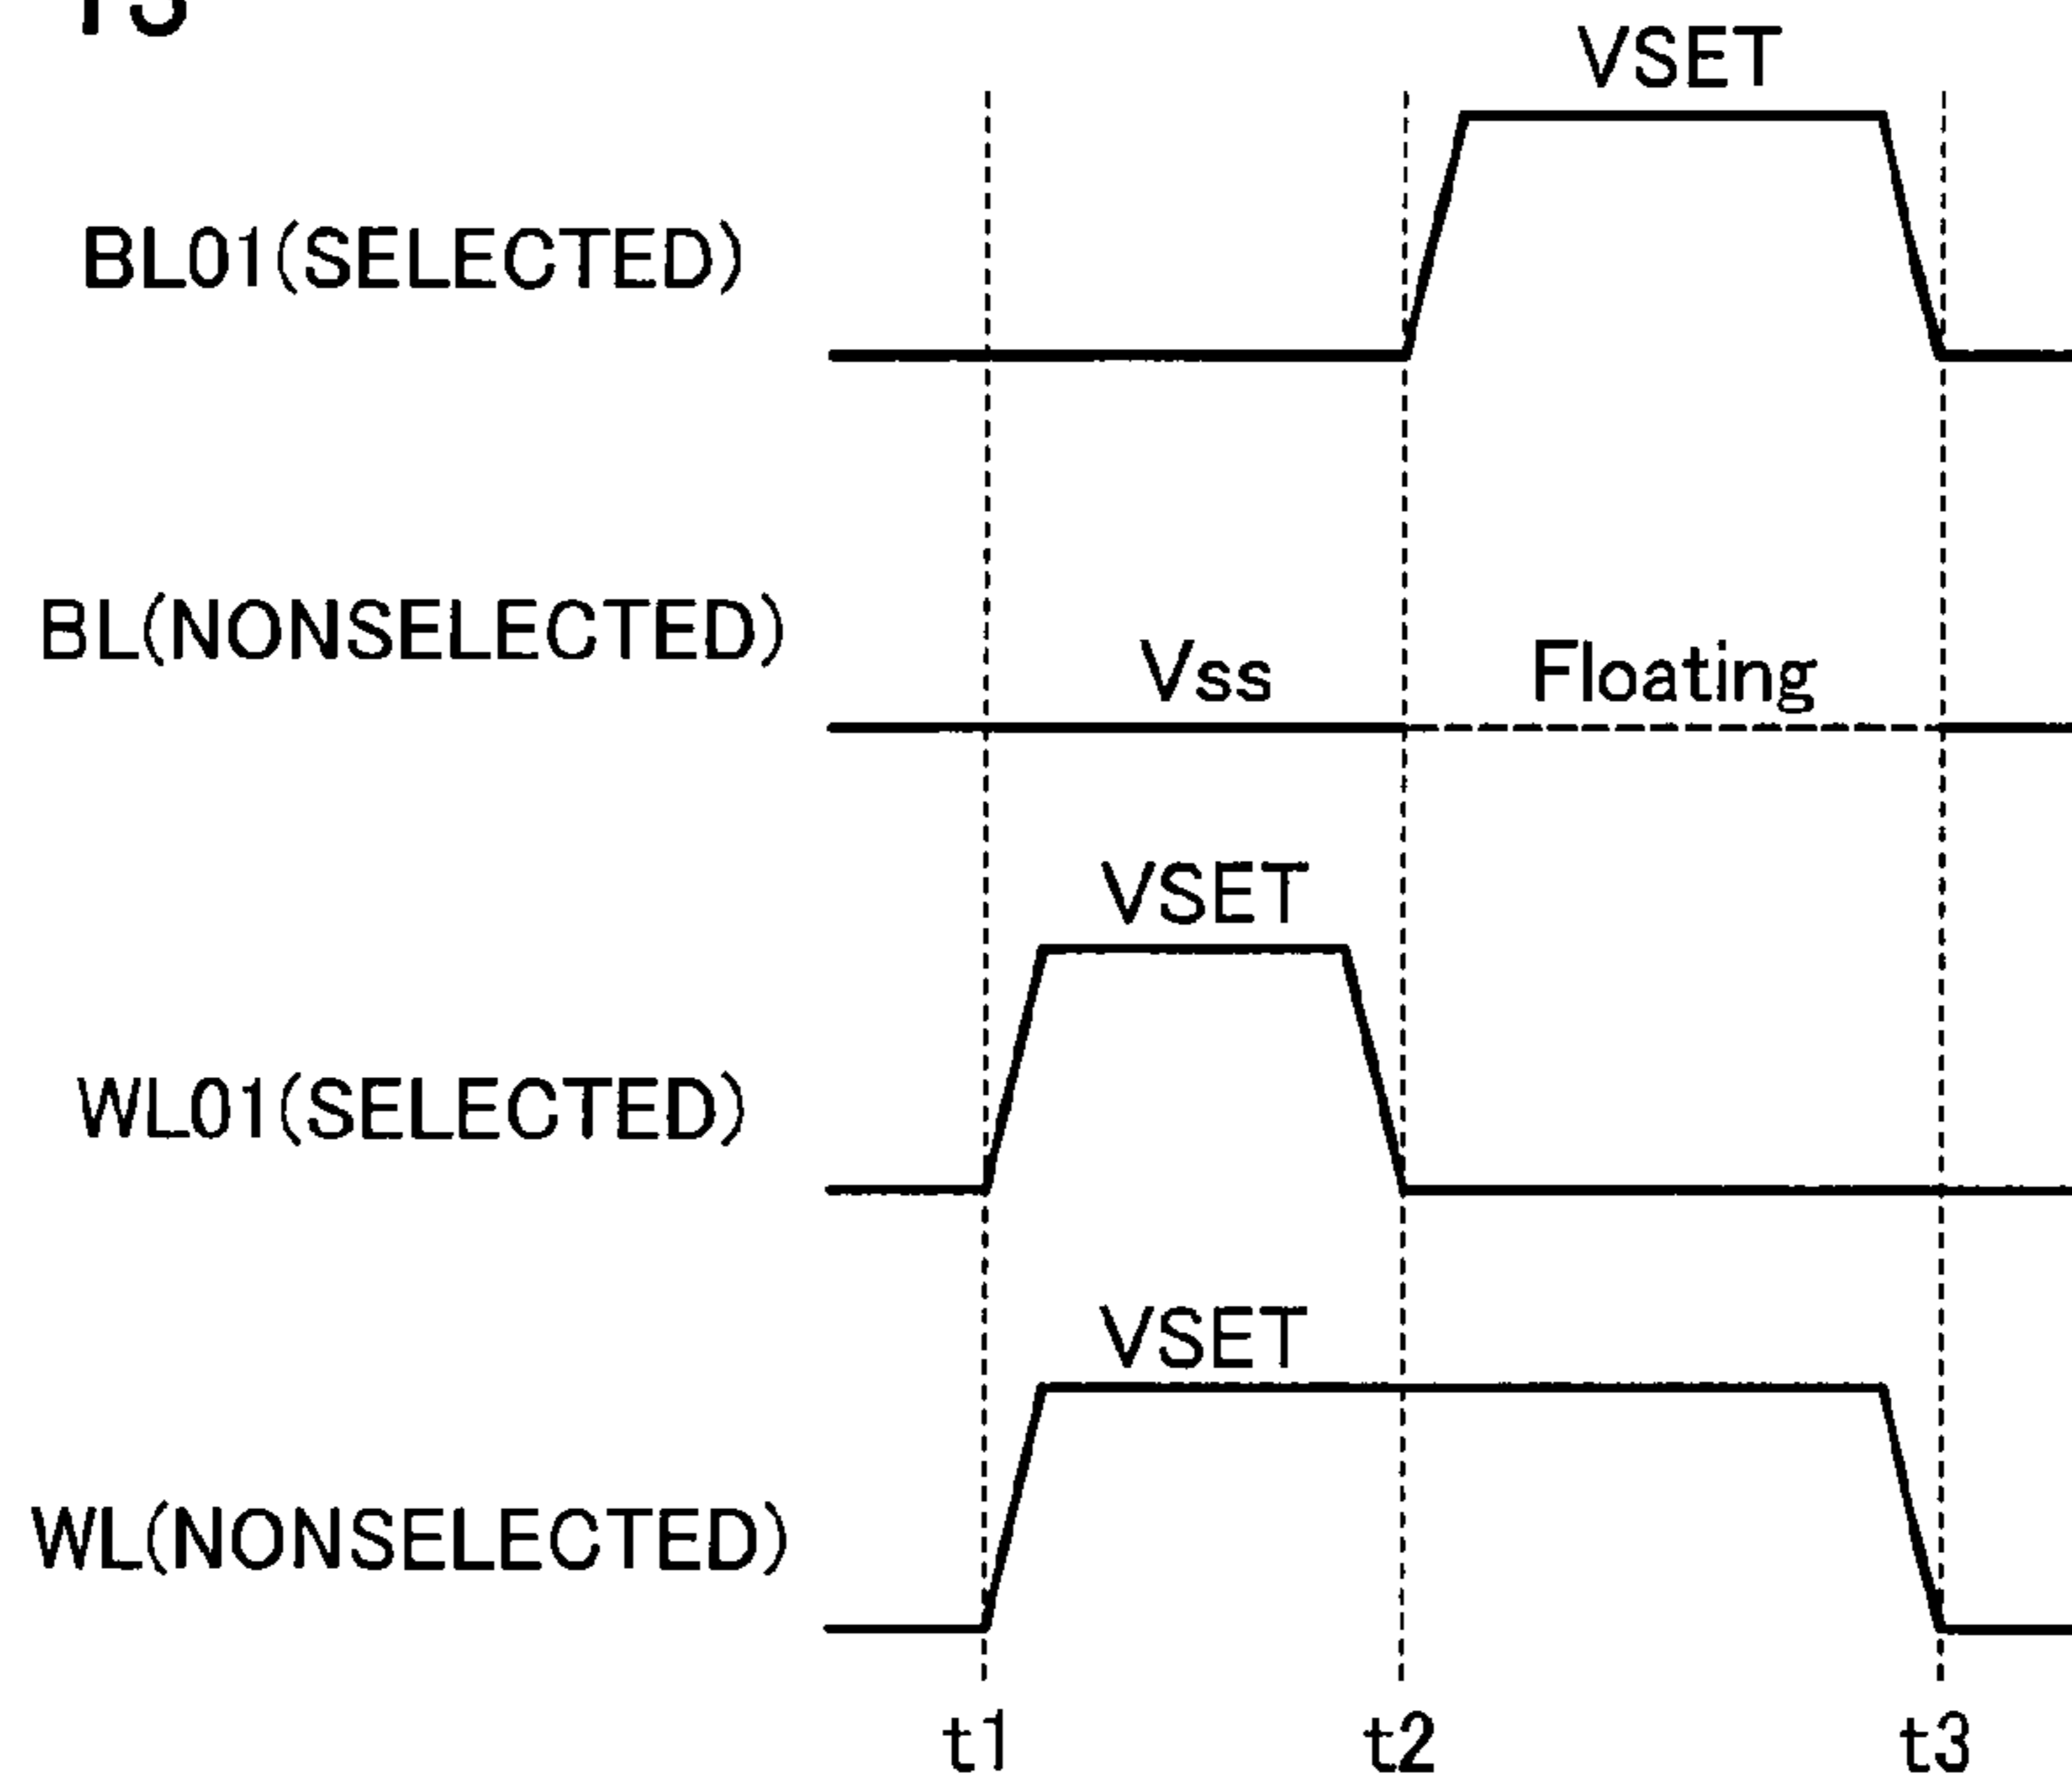 VSET
BL01(SELECTED)
BL(NONSELECTED)
Vss
Floating
VSET
WL01(SELECTED)
VSET
WL(NONSELECTED)
t1
t2
t3